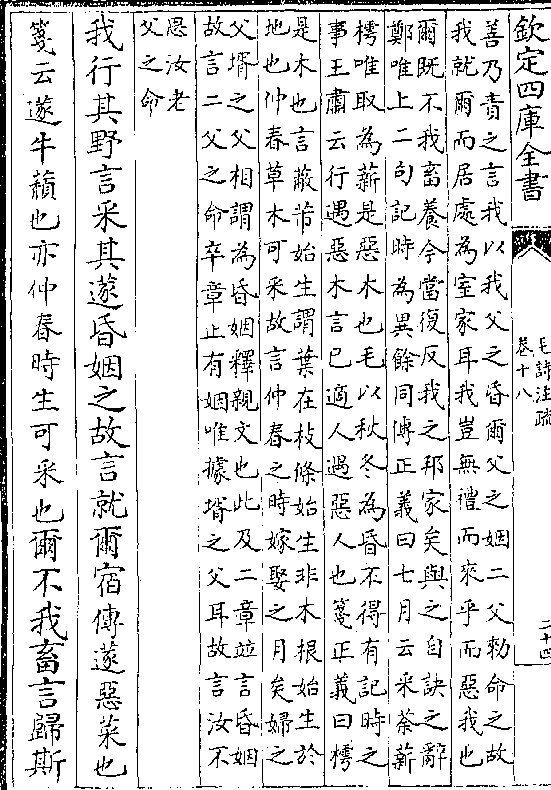 欽定四庫全書
毛詩注疏
卷十八
二十四
善乃責之言我以我父之昏爾父之姻二父勅命之故
我就爾而居處為室家耳我豈無禮而來乎而惡我也
爾既不我畜養今當復反我之邦家矣與之自訣之辭
鄭唯上二句記時為異餘同傳正義曰七月云采荼薪
樗唯取為薪是惡木也毛以秋冬為昏不得有記時之
事王肅云行遇惡木言已適人遇惡人也箋正義曰樗
是木也言蔽芾始生謂葉在枝條始生非木根始生於
地也仲春草木可采故言仲春之時嫁娶之月矣婦之
父壻之父相謂為昏姻釋親文也此及二章竝言昏姻
故言二父之命卒章止有姻唯據壻之父耳故言汝不
思汝老
父之命
我行其野言采其蓫昏姻之故言就爾宿傳蓫惡菜也
箋云蓫牛藾也亦仲春時生可采也爾不我畜言歸斯